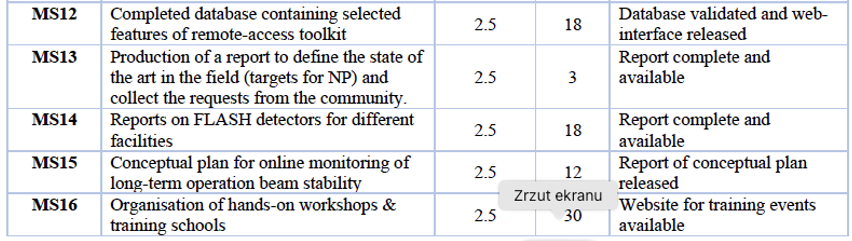 MS12 Completed database containing selected 2.5 18 Database validated and web-
features of remote-access toolkit interface released
MS13 Production of a report to define the state of 2.5 3 Report complete and
the art in the field (targets for NP) and available
collect the requests from the community.
MS14 Reports on FLASH detectors for different 2.5 18 Report complete and
facilities available
MS15 Conceptual plan for online monitoring of 2.5 12 Report of conceptual plan
long-term operation beam stability released
Zrzut ekranu
MS16 Organisation of hands-on workshops & 2.5 30 Website for training events
training schools available